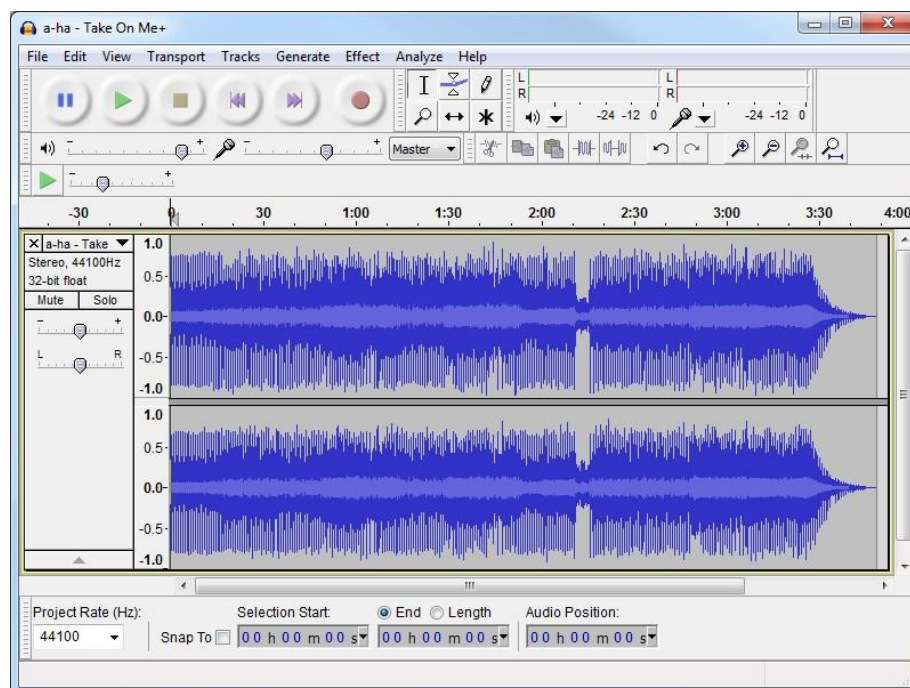 a-ha - Take On Me+
File Edit View Transport Tracks Generate Effect Analyze Help
L
R
-24 -12 0
L
R
-24 -12 0
- + - + Master
- +
-30 0 30 1:00 1:30 2:00 2:30 3:00 3:30 4:00
X a-ha - Take
Stereo, 44100Hz
32-bit float
Mute Solo
- +
L R
1.0
0.5-
0.0-
-0.5-
-1.0
1.0
0.5-
0.0-
-0.5-
-1.0
Project Rate (Hz): Selection Start: End Length Audio Position:
44100 Snap To 00 h 00 m 00 s 00 h 00 m 00 s 00 h 00 m 00 s